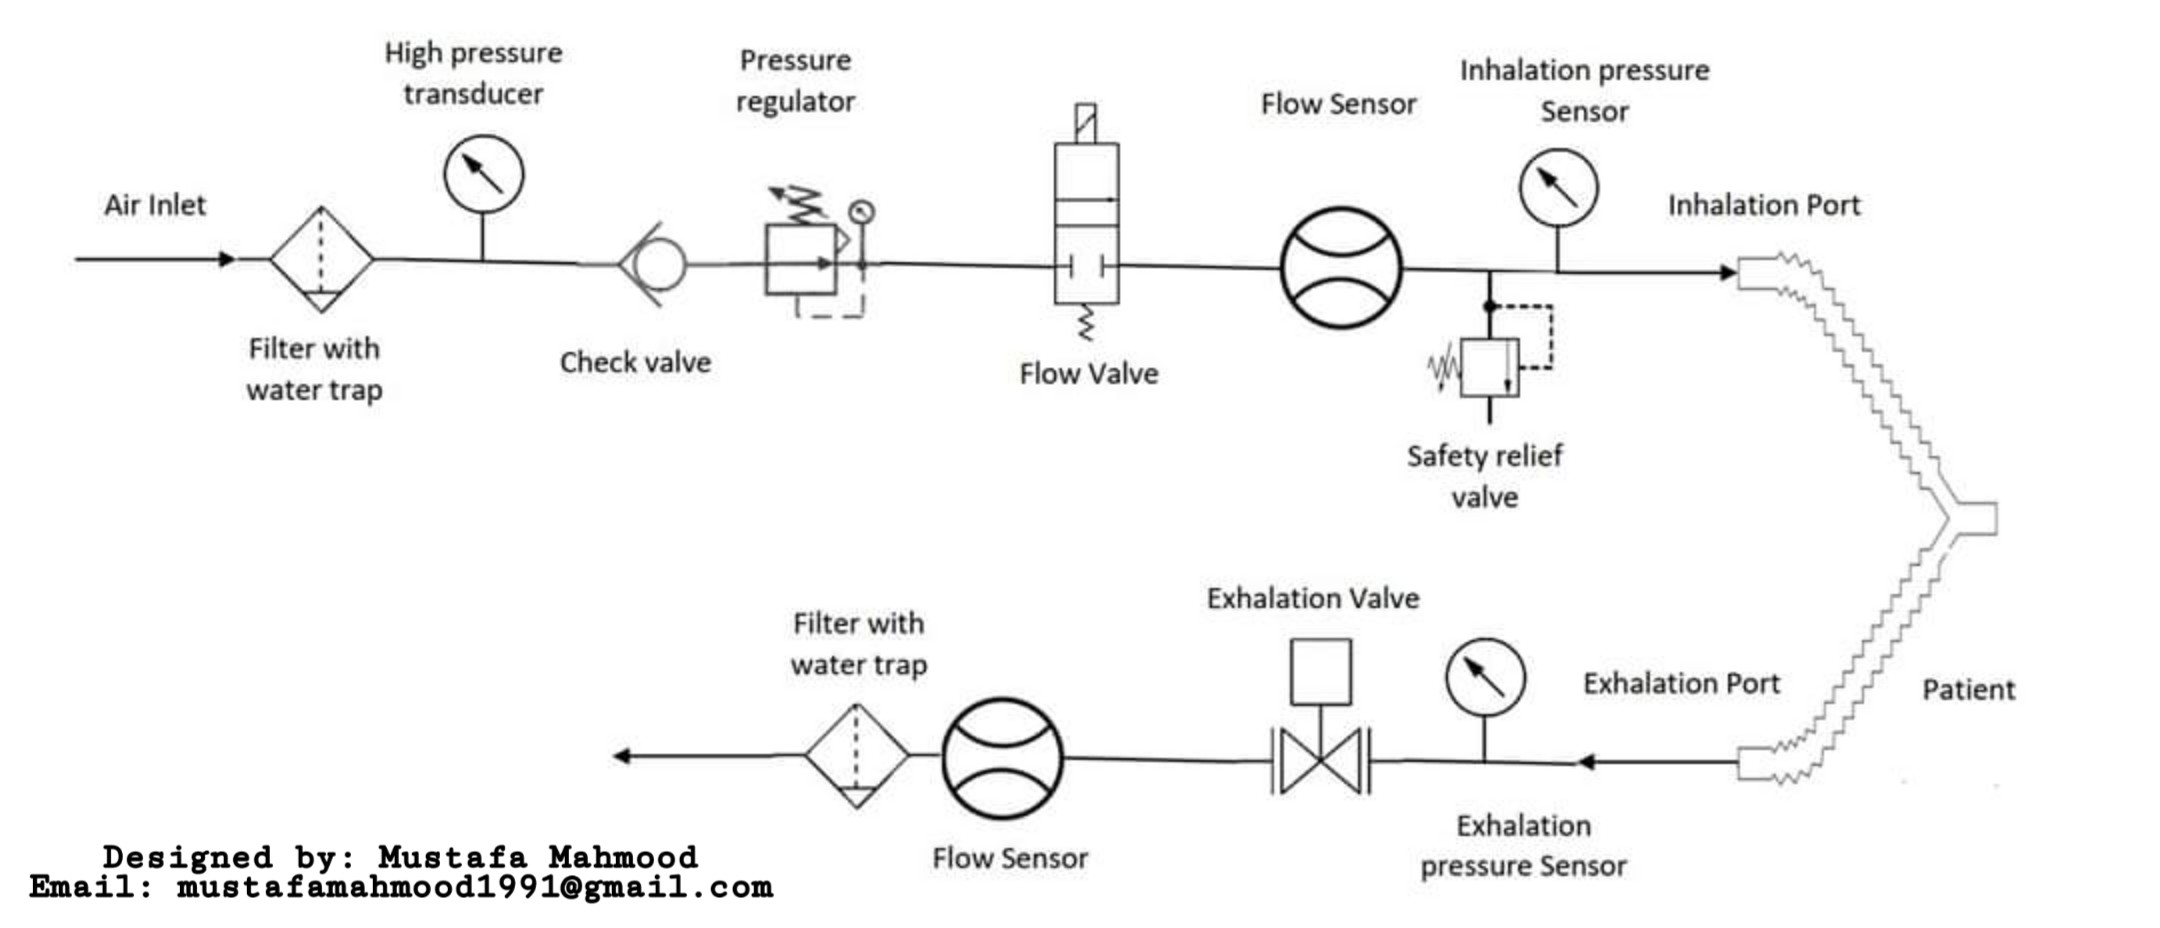 High pressure
transducer
Pressure
regulator
Flow Sensor
Inhalation pressure
Sensor
Air Inlet
Inhalation Port
Filter with
water trap
Check valve
Flow Valve
Safety relief
valve
Exhalation Valve
Filter with
water trap
Exhalation Port
Patient
Flow Sensor
Exhalation
pressure Sensor
Designed by: Mustafa Mahmood
Email: mustafamahmood1991@gmail.com